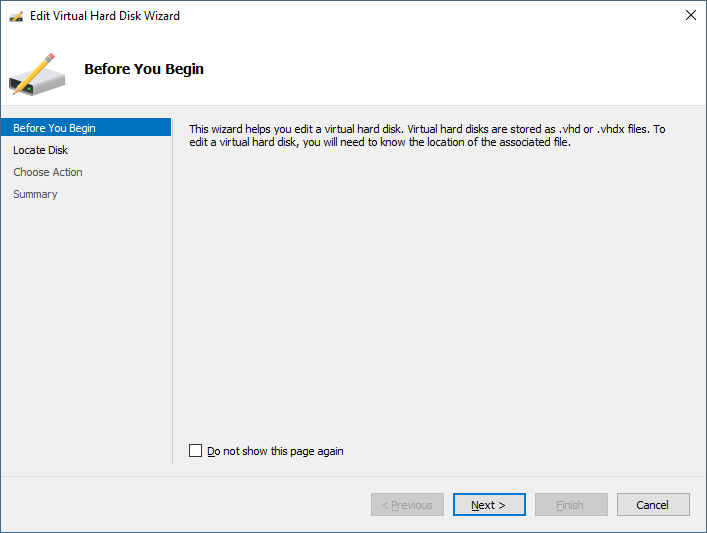 Edit Virtual Hard Disk Wizard
Before You Begin
Before You Begin
Locate Disk
Choose Action
Summary
This wizard helps you edit a virtual hard disk. Virtual hard disks are stored as .vhd or .vhdx files. To
edit a virtual hard disk, you will need to know the location of the associated file.
Do not show this page again
< Previous
Next >
Finish
Cancel